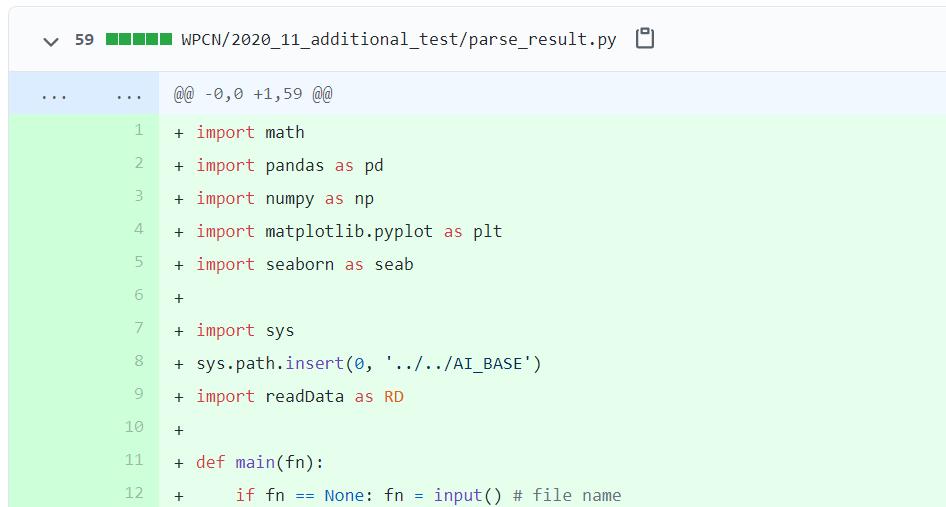 59 WPCN/2020_11_additional_test/parse_result.py
... ... @@ -0,0 +1,59 @@
1 + import math
2 + import pandas as pd
3 + import numpy as np
4 + import matplotlib.pyplot as plt
5 + import seaborn as seab
6 +
7 + import sys
8 + sys.path.insert(0, '../../AI_BASE')
9 + import readData as RD
10 +
11 + def main(fn):
12 +     if fn == None: fn = input() # file name